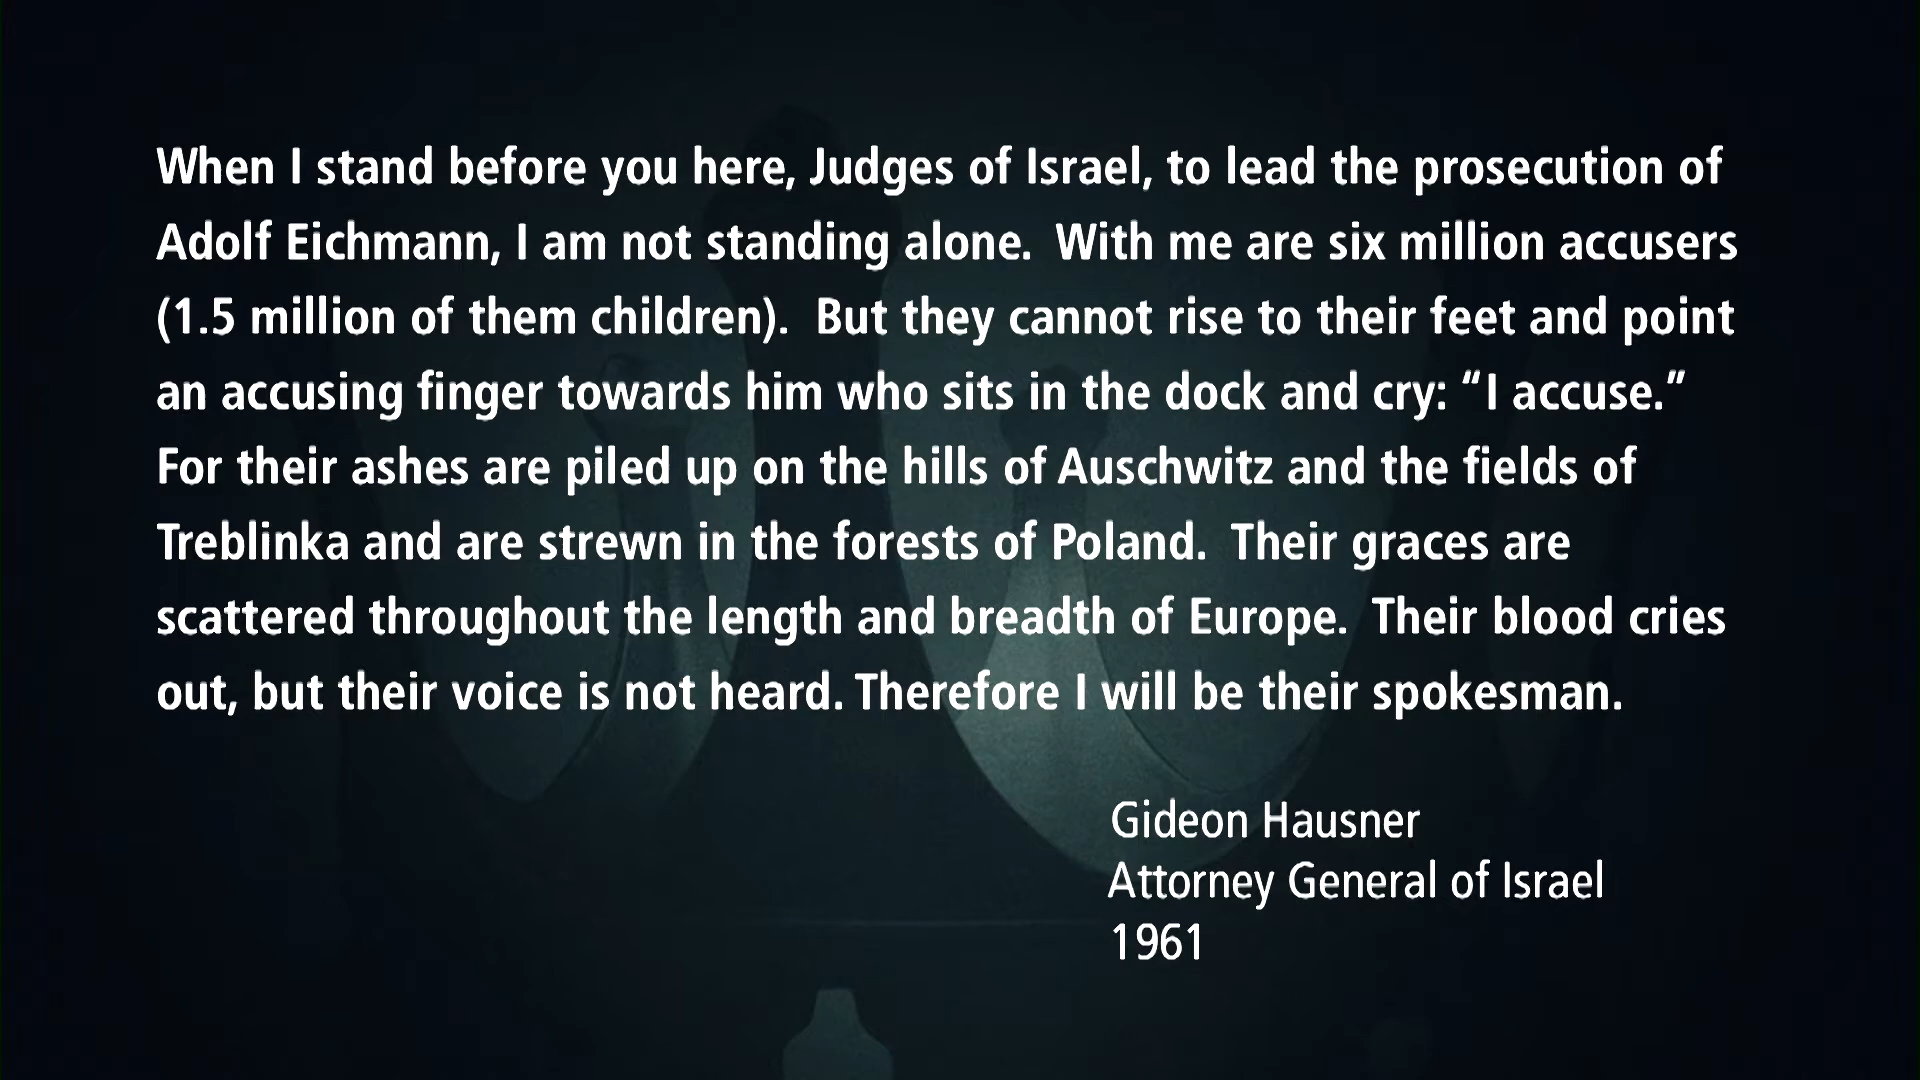 When I stand before you here, Judges of Israel, to lead the prosecution of
Adolf Eichmann, I am not standing alone.  With me are six million accusers
(1.5 million of them children).  But they cannot rise to their feet and point
an accusing finger towards him who sits in the dock and cry: “I accuse.”
For their ashes are piled up on the hills of Auschwitz and the fields of
Treblinka and are strewn in the forests of Poland.  Their graces are
scattered throughout the length and breadth of Europe.  Their blood cries
out, but their voice is not heard. Therefore I will be their spokesman.
Gideon Hausner
Attorney General of Israel
1961